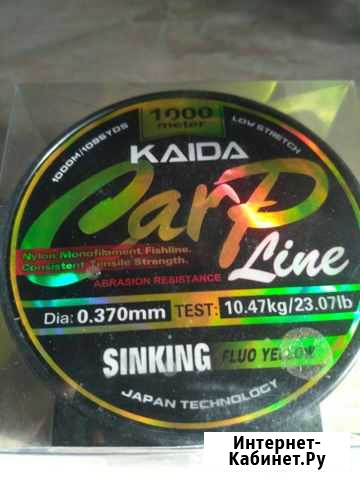 1000
meter
1000M/1095YDS
LOW STRETCH
KAIDA
Carp
Line
Nylon Monofilament Fishline.
Consistent Tensile Strength.
ABRASION RESISTANCE
Dia: 0.370mm TEST: 10.47kg/23.07lb
SINKING FLUO YELLOW
JAPAN TECHNOLOGY
Интернет-
Кабинет.Ру